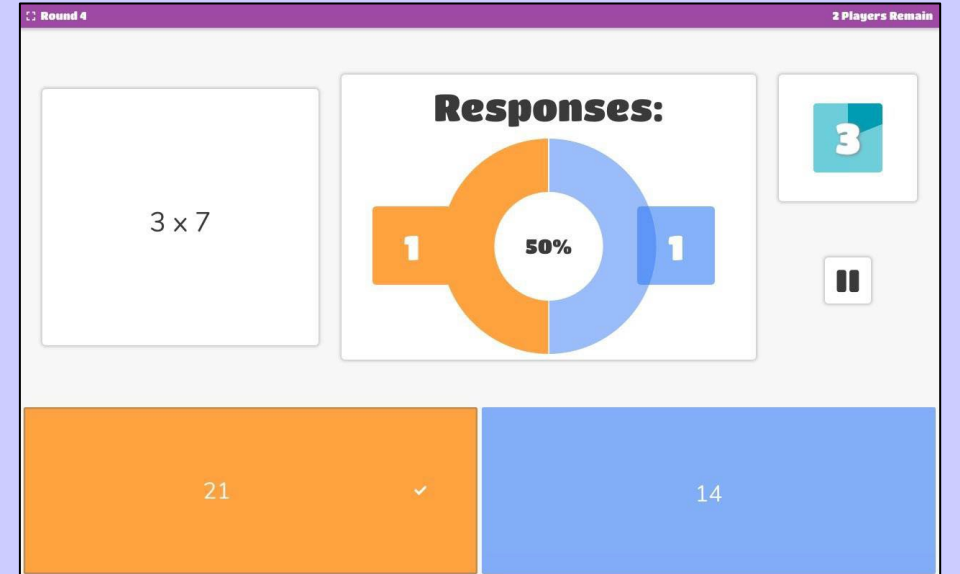 Round 4
2 Players Remain
3 x 7
Responses:
1
50%
1
3
21
14